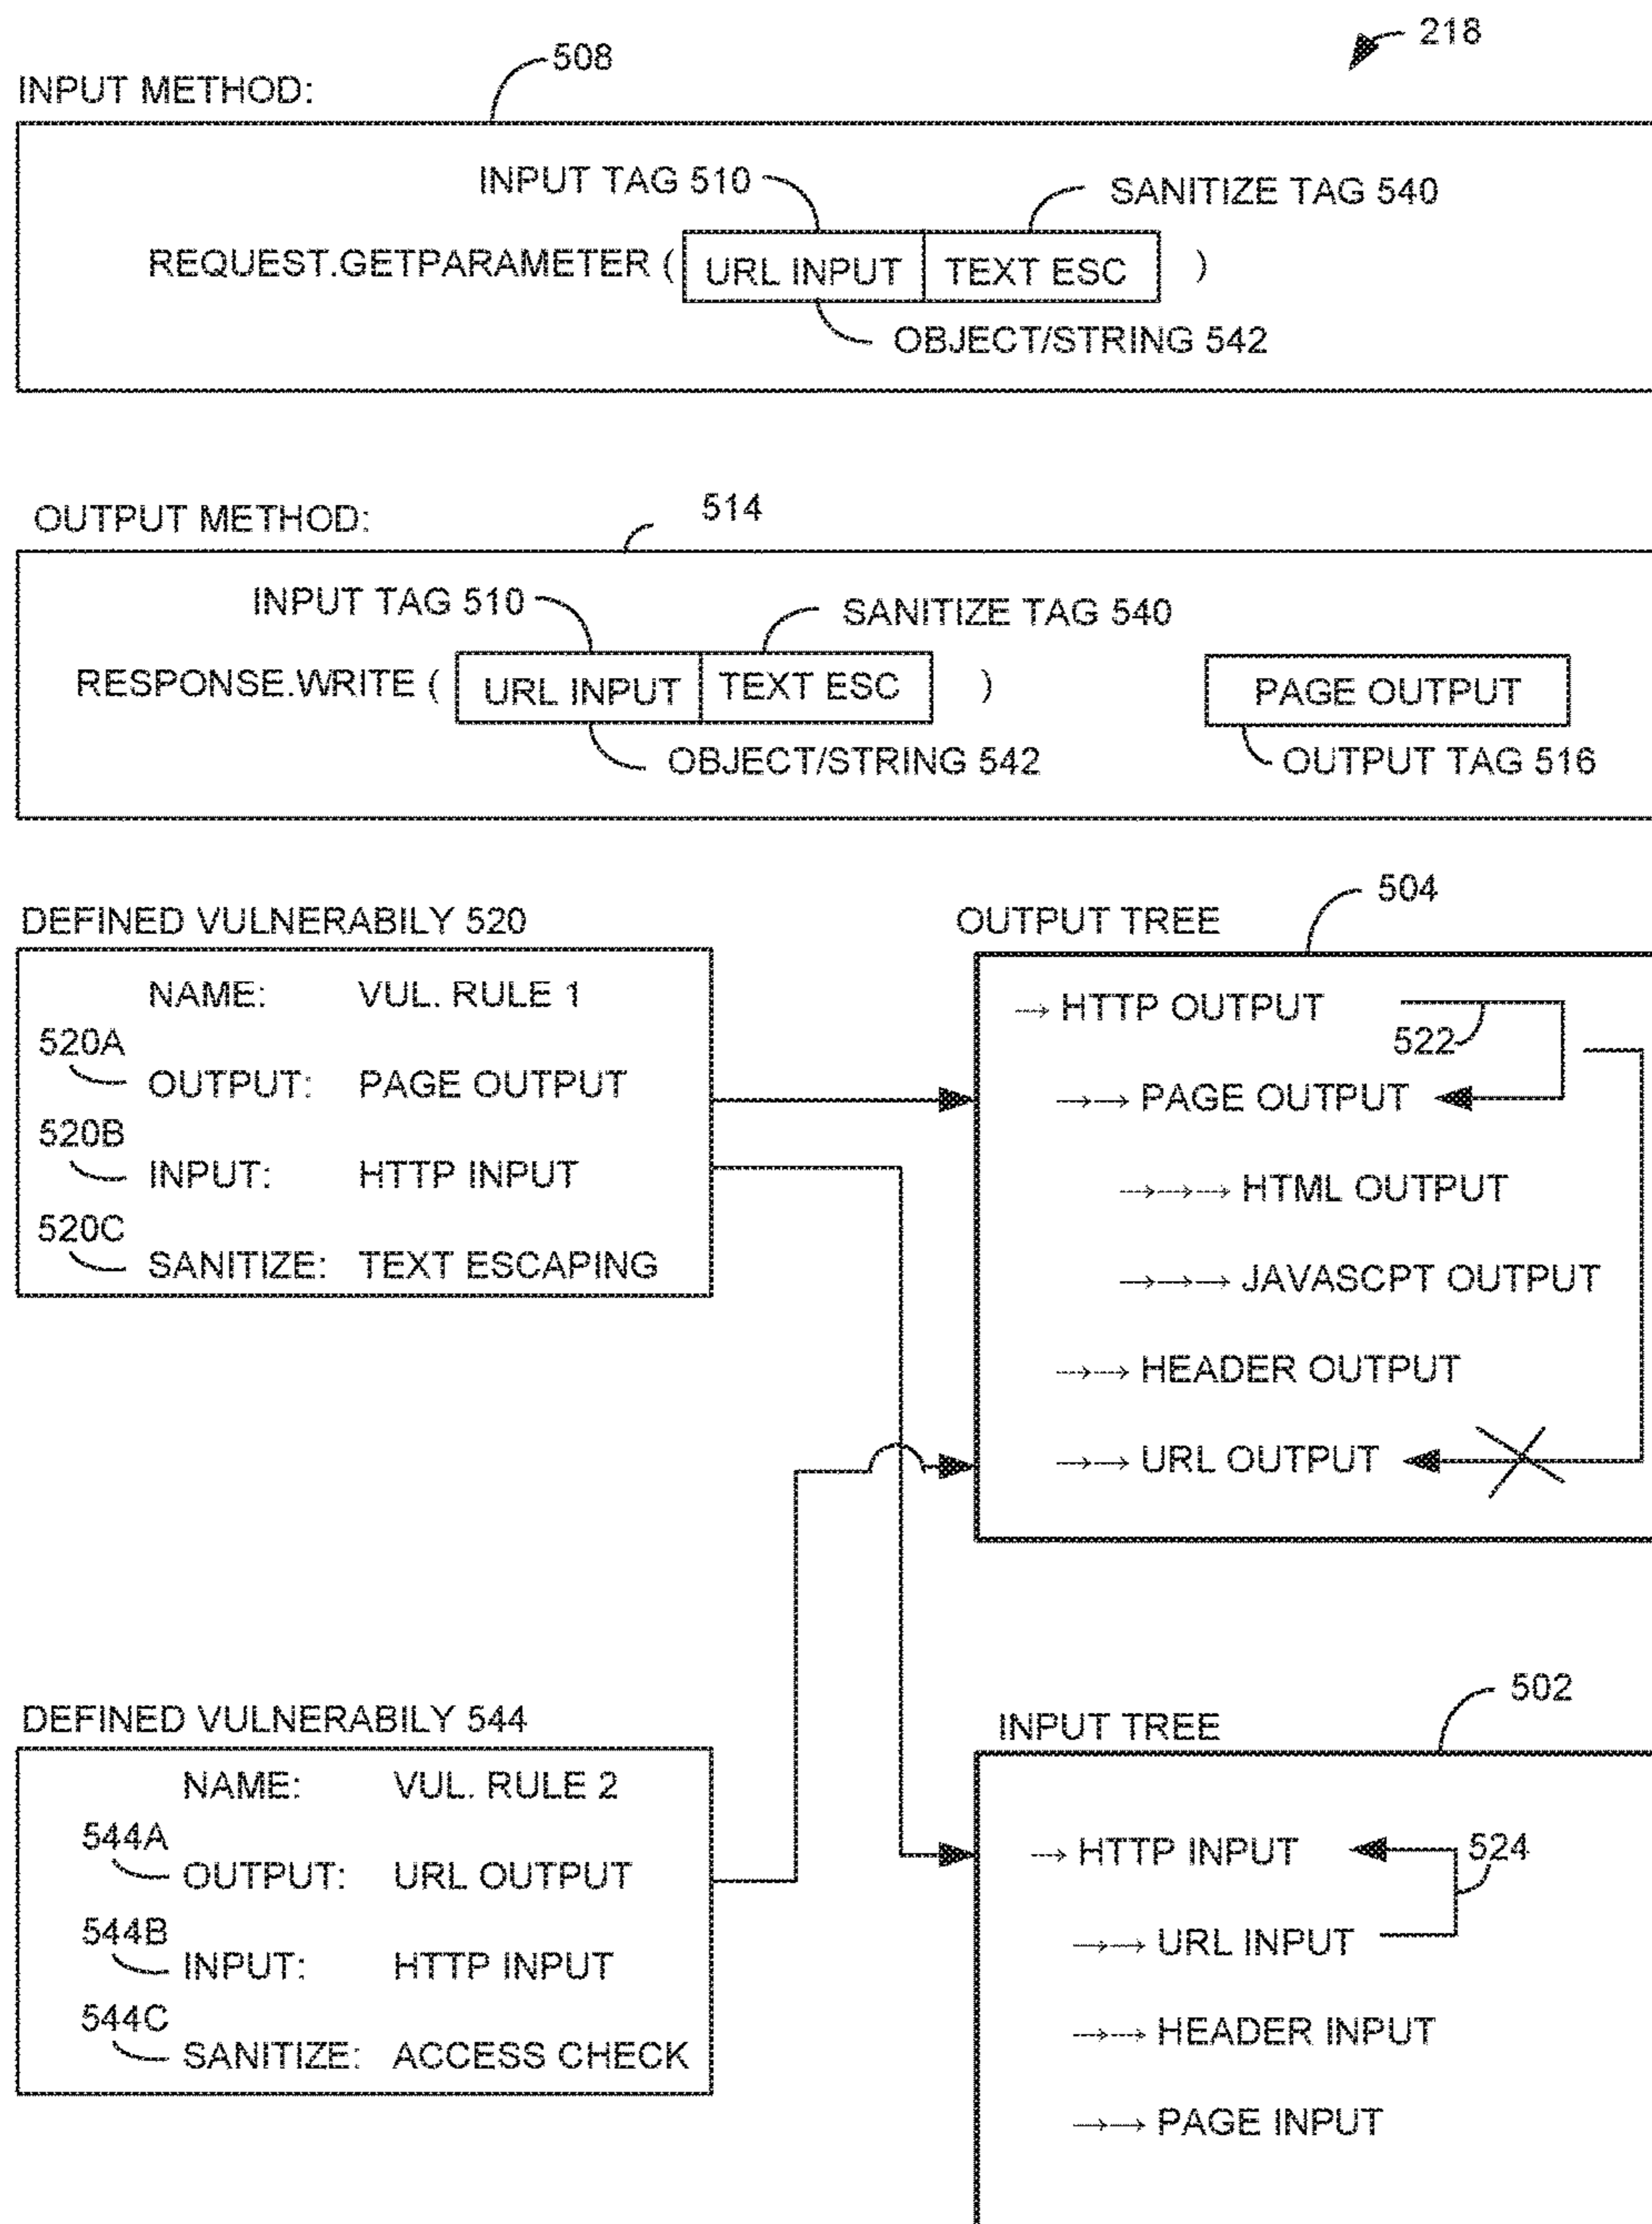 218
508
INPUT METHOD:
INPUT TAG 510
SANITIZE TAG 540
REQUEST.GETPARAMETER ( URL INPUT TEXT ESC )
OBJECT/STRING 542
OUTPUT METHOD:
514
INPUT TAG 510
SANITIZE TAG 540
RESPONSE.WRITE ( URL INPUT TEXT ESC ) PAGE OUTPUT
OBJECT/STRING 542
OUTPUT TAG 516
DEFINED VULNERABILY 520
NAME: VUL. RULE 1
520A
OUTPUT: PAGE OUTPUT
520B
INPUT: HTTP INPUT
520C
SANITIZE: TEXT ESCAPING
OUTPUT TREE
504
→ HTTP OUTPUT
522
→→ PAGE OUTPUT
→→→ HTML OUTPUT
→→→ JAVASCPT OUTPUT
→→ HEADER OUTPUT
→→ URL OUTPUT
DEFINED VULNERABILY 544
NAME: VUL. RULE 2
544A
OUTPUT: URL OUTPUT
544B
INPUT: HTTP INPUT
544C
SANITIZE: ACCESS CHECK
INPUT TREE
502
→ HTTP INPUT
524
→→ URL INPUT
→→ HEADER INPUT
→→ PAGE INPUT